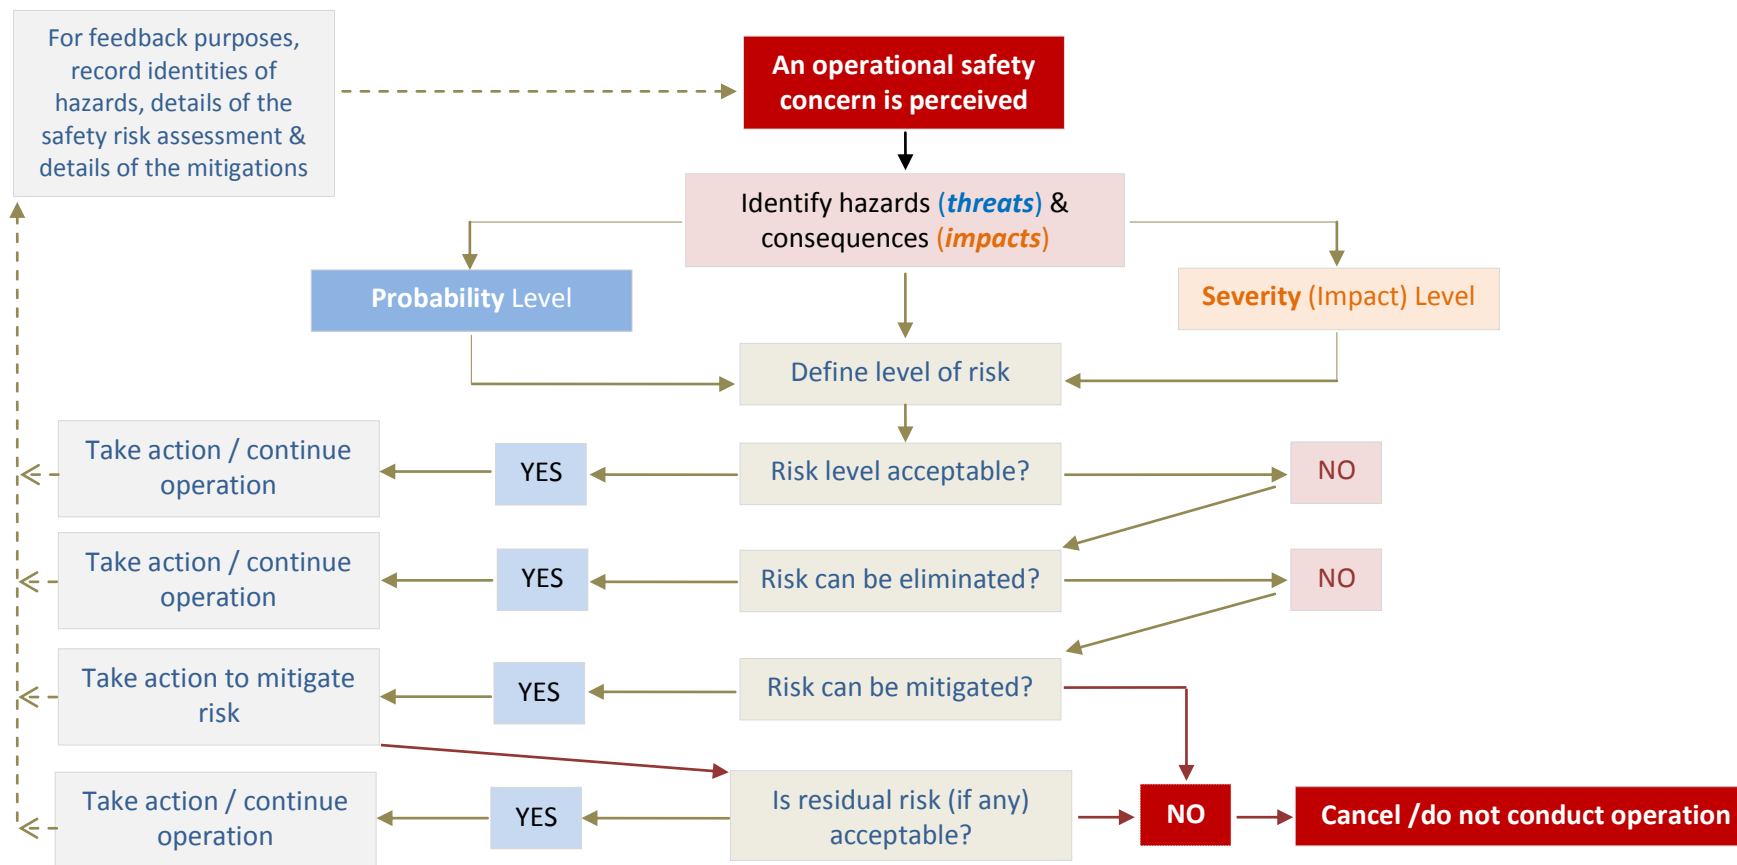 For feedback purposes,
record identities of
hazards, details of the
safety risk assessment &
details of the mitigations
An operational safety
concern is perceived
Identify hazards (threats) &
consequences (impacts)
Probability Level
Severity (Impact) Level
Define level of risk
Take action / continue
operation
YES
Risk level acceptable?
NO
Take action / continue
operation
YES
Risk can be eliminated?
NO
Take action to mitigate
risk
YES
Risk can be mitigated?
Take action / continue
operation
YES
Is residual risk (if any)
acceptable?
NO
Cancel /do not conduct operation